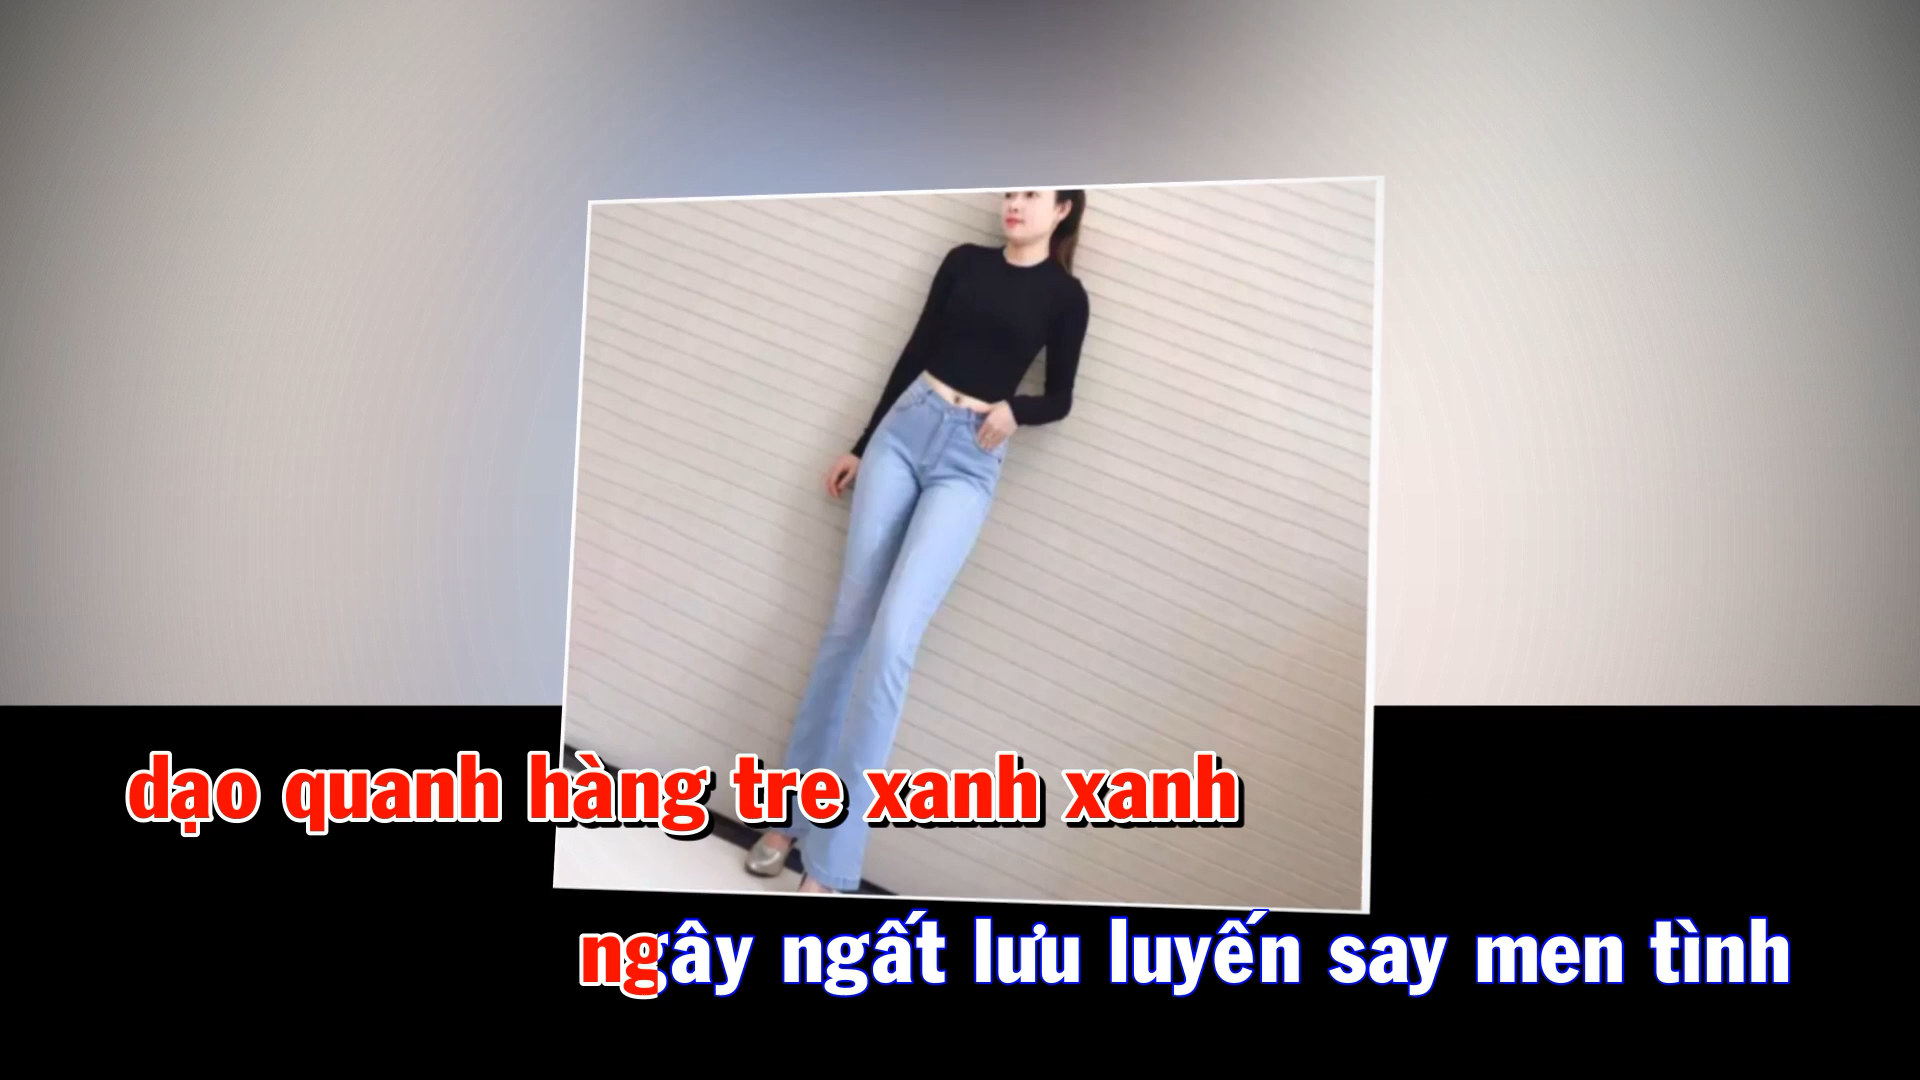 dạo quanh hàng tre xanh xanh
ngây ngất lưu luyến say men tình